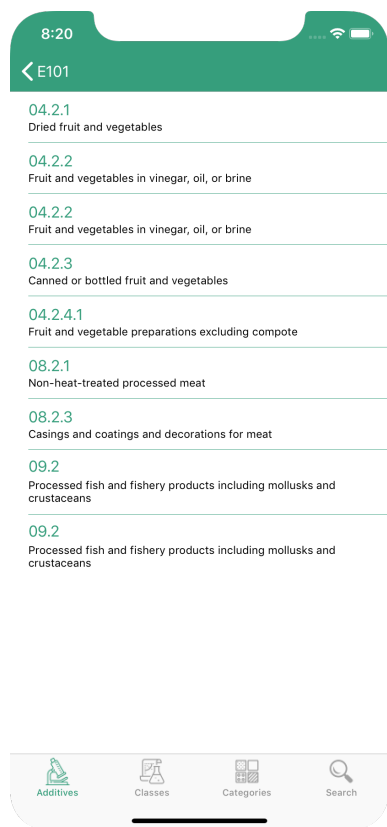 8:20
E101
04.2.1
Dried fruit and vegetables
04.2.2
Fruit and vegetables in vinegar, oil, or brine
04.2.2
Fruit and vegetables in vinegar, oil, or brine
04.2.3
Canned or bottled fruit and vegetables
04.2.4.1
Fruit and vegetable preparations excluding compote
08.2.1
Non-heat-treated processed meat
08.2.3
Casings and coatings and decorations for meat
09.2
Processed fish and fishery products including mollusks and
crustaceans
09.2
Processed fish and fishery products including mollusks and
crustaceans
Additives
Classes
Categories
Search